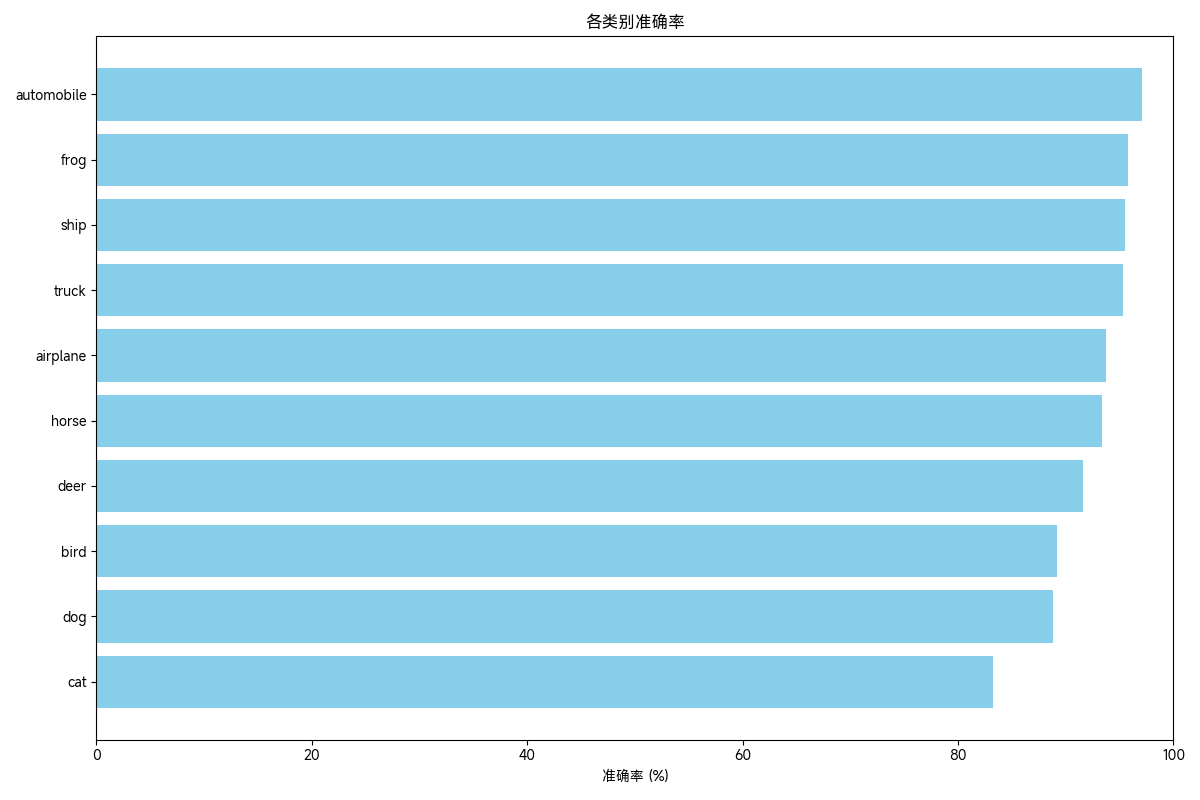 各类别准确率
automobile
frog
ship
truck
airplane
horse
deer
bird
dog
cat
0 20 40 60 80 100
准确率 (%)